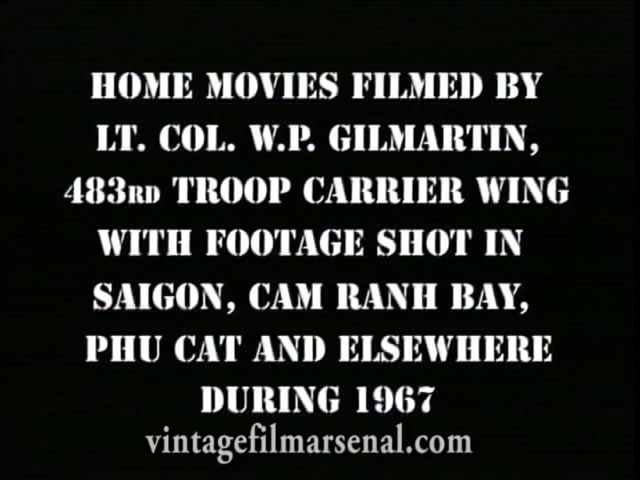 HOME MOVIES FILMED BY
LT. COL. W.P. GILMARTIN,
483RD TROOP CARRIER WING
WITH FOOTAGE SHOT IN
SAIGON, CAM RANH BAY,
PHU CAT AND ELSEWHERE
DURING 1967
vintagefilmarsenal.com